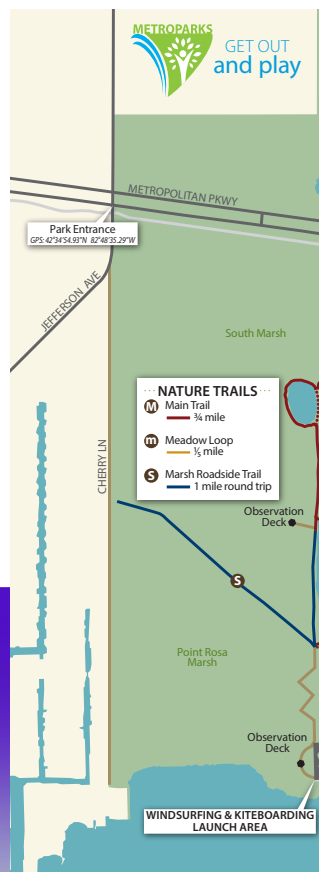 METROPARKS
GET OUT
and play
METROPOLITAN PKWY
Park Entrance
GPS: 42°34'54.93"N 82°48'35.29"W
JEFFERSON AVE
South Marsh
NATURE TRAILS
M Main Trail
¾ mile
m Meadow Loop
⅕ mile
S Marsh Roadside Trail
1 mile round trip
CHERRY LN
Observation
Deck
S
Point Rosa
Marsh
Observation
Deck
WINDSURFING & KITEBOARDING
LAUNCH AREA